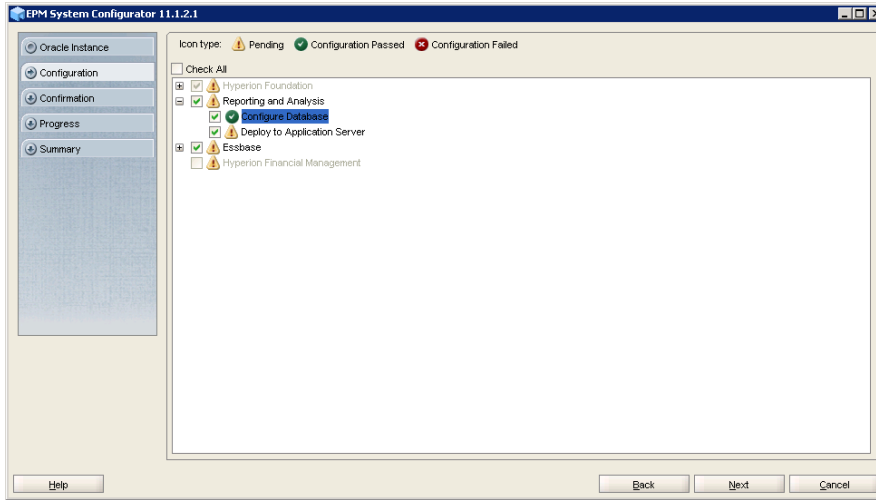 EPM System Configurator 11.1.2.1
Oracle Instance
Configuration
Confirmation
Progress
Summary
Icon type: Pending Configuration Passed Configuration Failed
Check All
Hyperion Foundation
Reporting and Analysis
Configure Database
Deploy to Application Server
Essbase
Hyperion Financial Management
Help Back Next Cancel